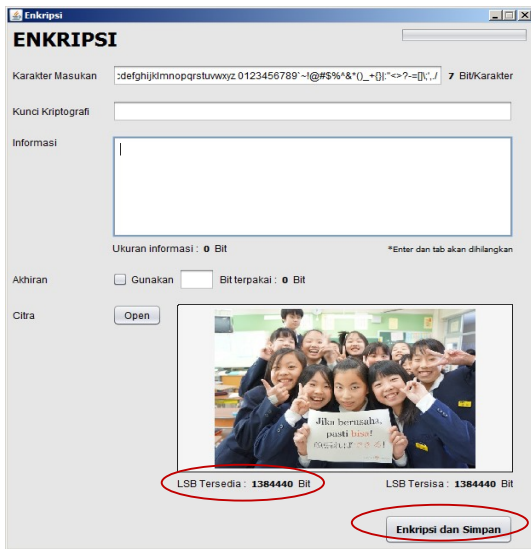 Enkripsi
ENKRIPSI
Karakter Masukan
:defghijklmnopqrstuvwxyz 0123456789`~!@#$%^&*()_+{}|:"<>?-=[]\;',./
7 Bit/Karakter
Kunci Kriptografi
Informasi
Ukuran informasi : 0 Bit
*Enter dan tab akan dihilangkan
Akhiran
Gunakan
Bit terpakai : 0 Bit
Citra
Open
Jika berusaha,
pasti bisa!
LSB Tersedia : 1384440 Bit
LSB Tersisa : 1384440 Bit
Enkripsi dan Simpan